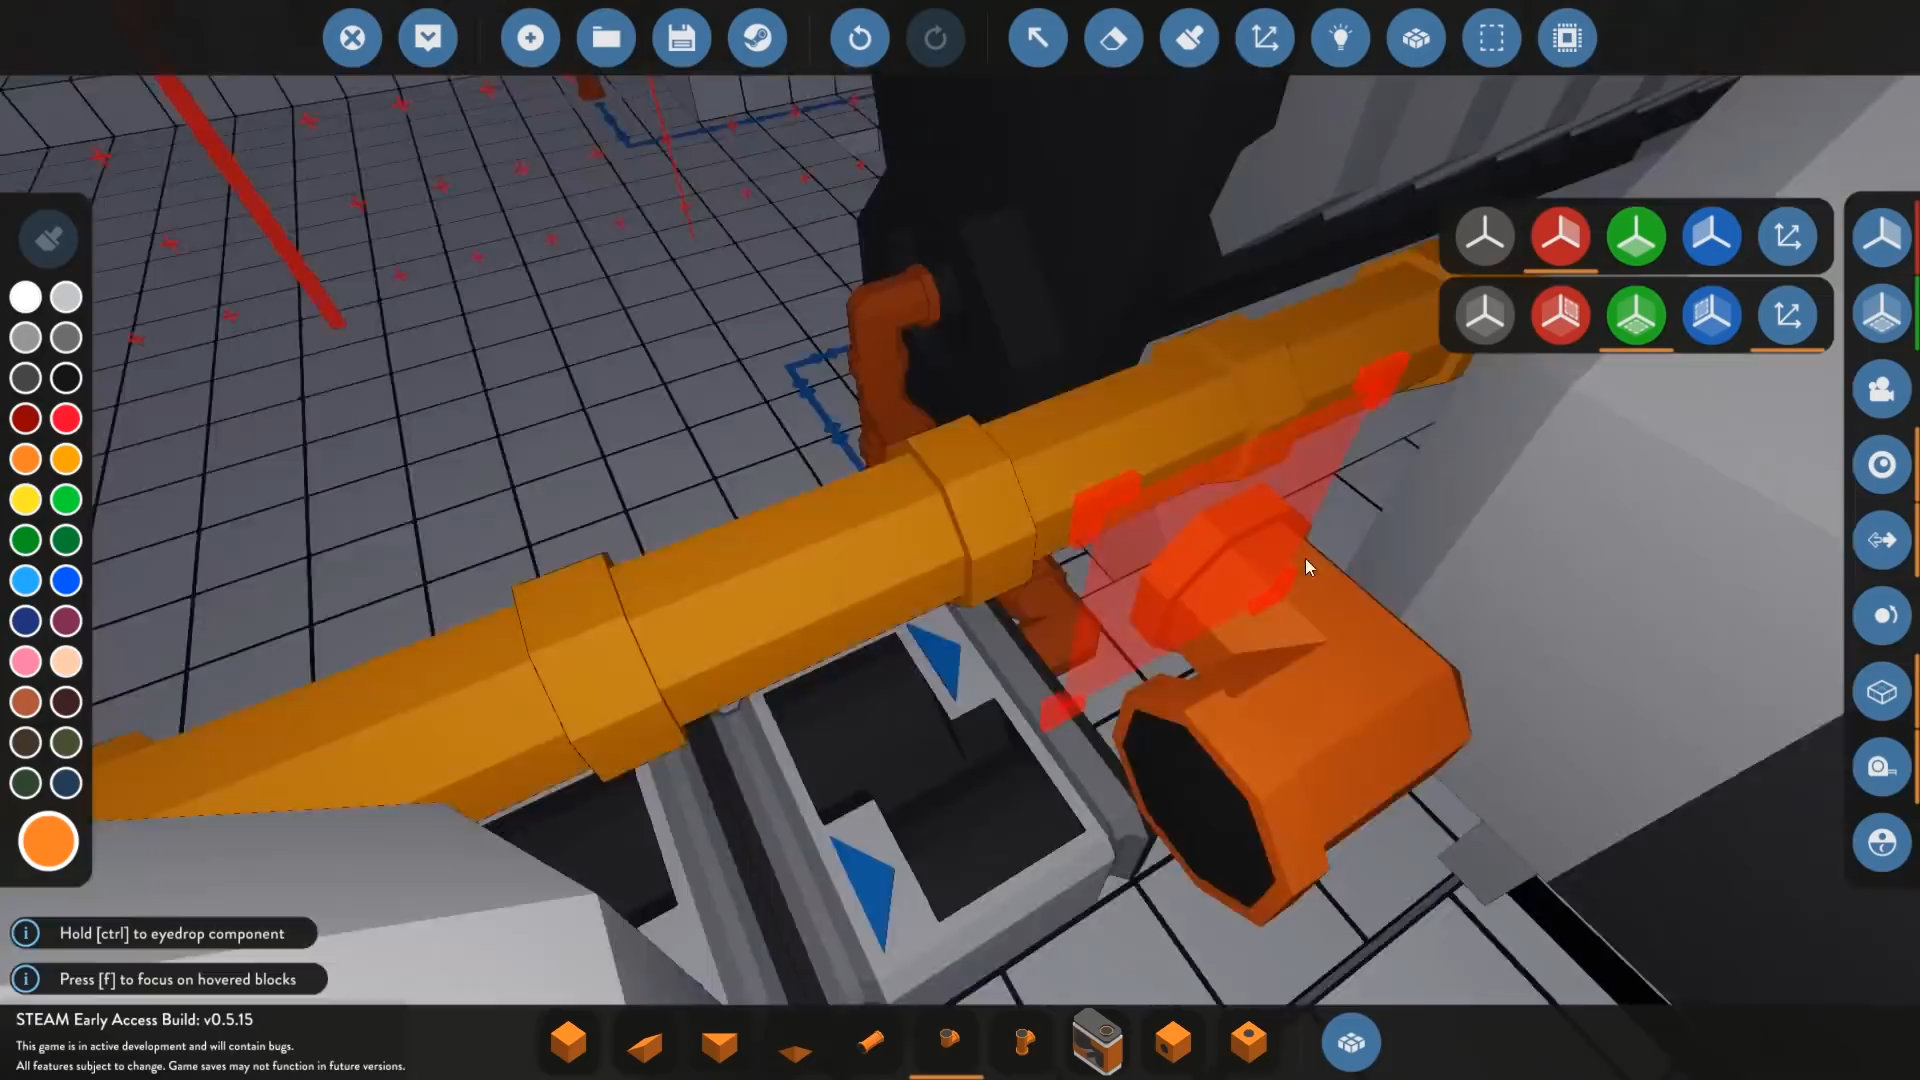 Hold [ctrl] to eyedrop component
Press [f] to focus on hovered blocks
STEAM Early Access Build: v0.5.15
This game is in active development and will contain bugs.
All features subject to change. Game saves may not function in future versions.